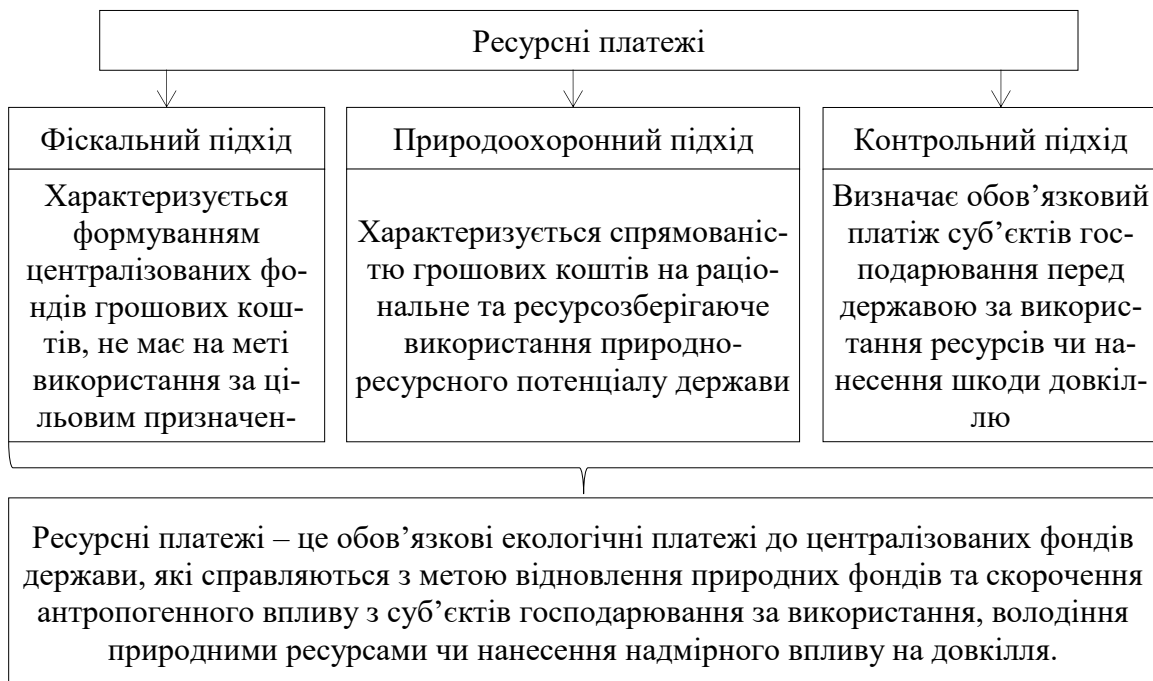 Ресурсні платежі
Фіскальний підхід
Характеризується
формуванням
централізованих фо-
ндів грошових кош-
тів, не має на меті
використання за ці-
льовим призначен-
Природоохоронний підхід
Характеризується спрямованіс-
тю грошових коштів на раціо-
нальне та ресурсозберігаюче
використання природно-
ресурсного потенціалу держави
Контрольний підхід
Визначає обов’язковий
платіж суб’єктів гос-
подарювання перед
державою за викорис-
тання ресурсів чи на-
несення шкоди довкіл-
лю
Ресурсні платежі – це обов’язкові екологічні платежі до централізованих фондів
держави, які справляються з метою відновлення природних фондів та скорочення
антропогенного впливу з суб’єктів господарювання за використання, володіння
природними ресурсами чи нанесення надмірного впливу на довкілля.